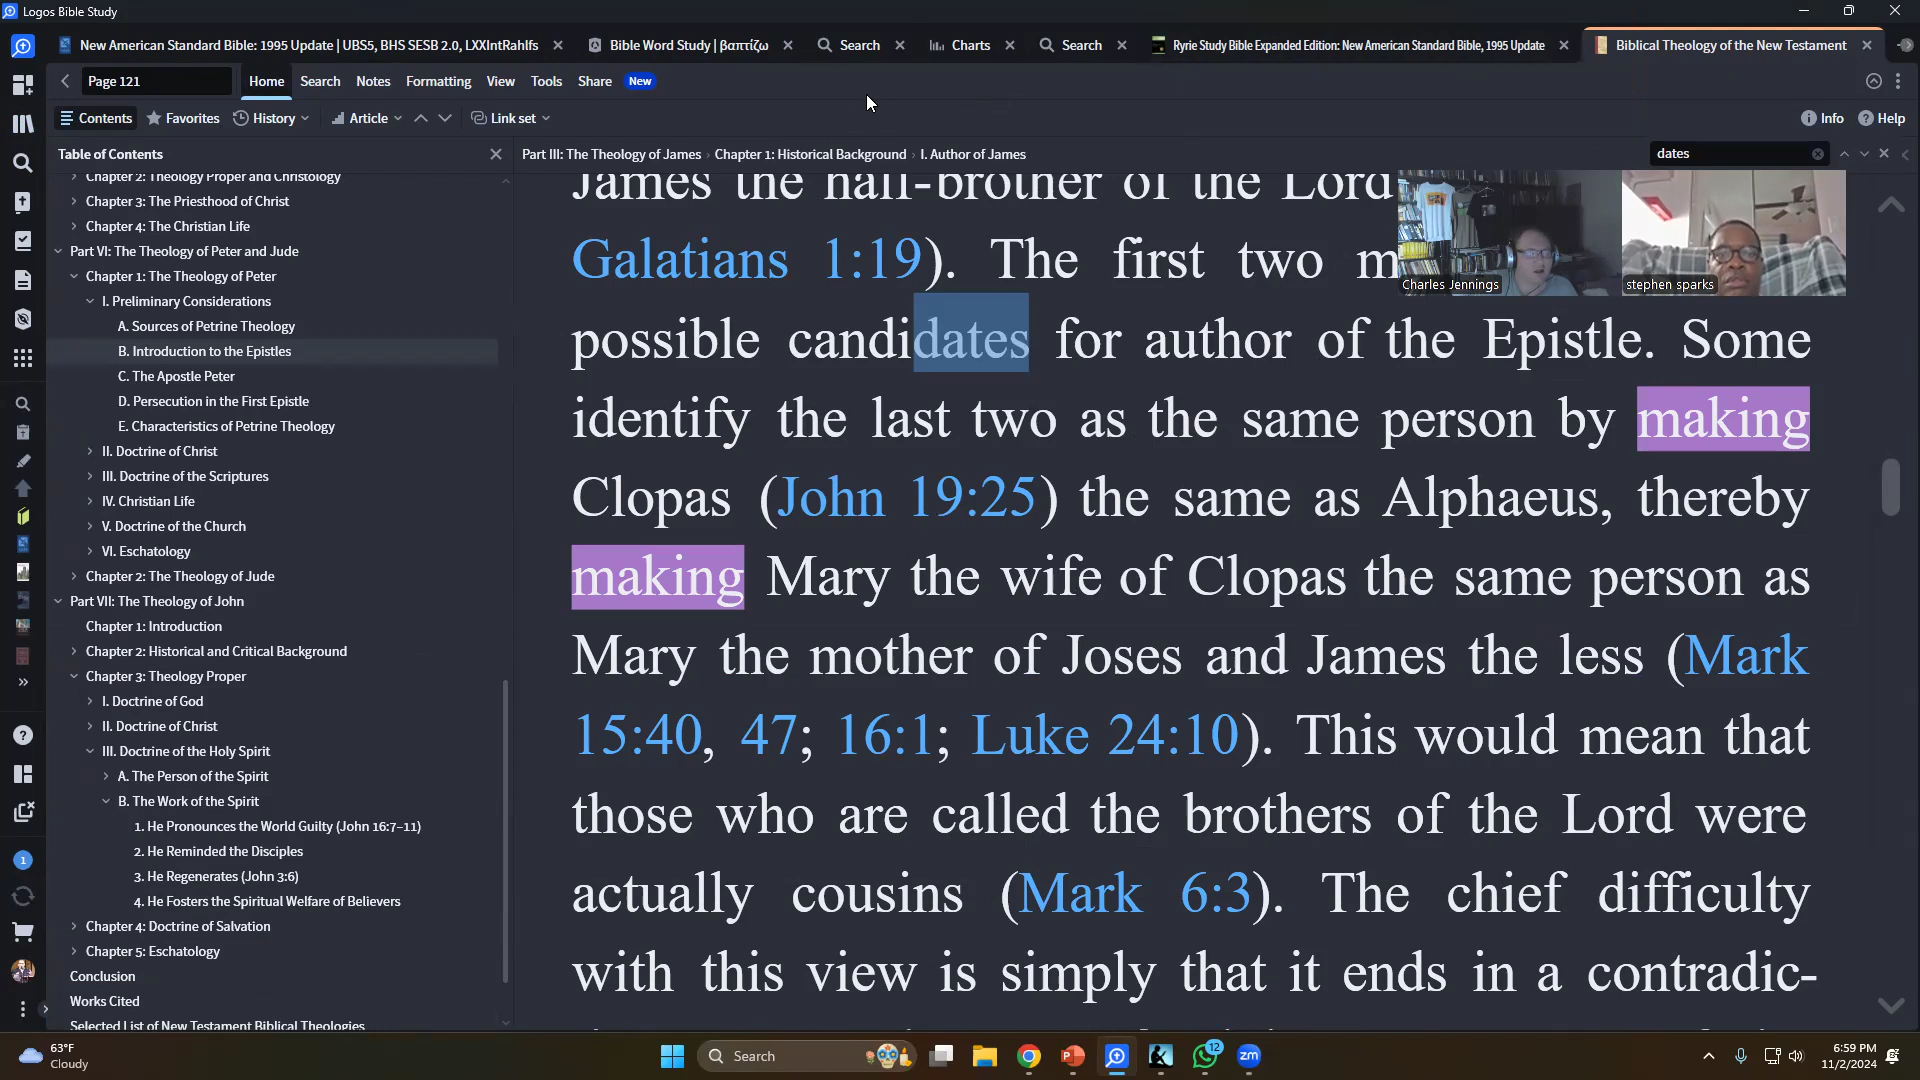 Logos Bible Study
New American Standard Bible: 1995 Update | UBS5, BHS SESB 2.0, LXXIntRahlfs
Bible Word Study | βαπτίζω
Search
Charts
Search
Ryrie Study Bible Expanded Edition: New American Standard Bible, 1995 Update
Biblical Theology of the New Testament
Page 121
Home
Search
Notes
Formatting
View
Tools
Share
New
Contents
Favorites
History
Article
Link set
Info
Help
Table of Contents
Part III: The Theology of James › Chapter 1: Historical Background › I. Author of James
dates
Chapter 2: Theology Proper and Christology
Chapter 3: The Priesthood of Christ
Chapter 4: The Christian Life
Part VI: The Theology of Peter and Jude
Chapter 1: The Theology of Peter
I. Preliminary Considerations
A. Sources of Petrine Theology
B. Introduction to the Epistles
C. The Apostle Peter
D. Persecution in the First Epistle
E. Characteristics of Petrine Theology
II. Doctrine of Christ
III. Doctrine of the Scriptures
IV. Christian Life
V. Doctrine of the Church
VI. Eschatology
Chapter 2: The Theology of Jude
Part VII: The Theology of John
Chapter 1: Introduction
Chapter 2: Historical and Critical Background
Chapter 3: Theology Proper
I. Doctrine of God
II. Doctrine of Christ
III. Doctrine of the Holy Spirit
A. The Person of the Spirit
B. The Work of the Spirit
1. He Pronounces the World Guilty (John 16:7–11)
2. He Reminded the Disciples
3. He Regenerates (John 3:6)
4. He Fosters the Spiritual Welfare of Believers
Chapter 4: Doctrine of Salvation
Chapter 5: Eschatology
Conclusion
Works Cited
Selected List of New Testament Biblical Theologies
James the half-brother of the Lord
Galatians 1:19). The first two m
possible candidates for author of the Epistle. Some
identify the last two as the same person by making
Clopas (John 19:25) the same as Alphaeus, thereby
making Mary the wife of Clopas the same person as
Mary the mother of Joses and James the less (Mark
15:40, 47; 16:1; Luke 24:10). This would mean that
those who are called the brothers of the Lord were
actually cousins (Mark 6:3). The chief difficulty
with this view is simply that it ends in a contradic-
Charles Jennings
stephen sparks
1
63°F
Cloudy
Search
12
zm
6:59 PM
11/2/2024